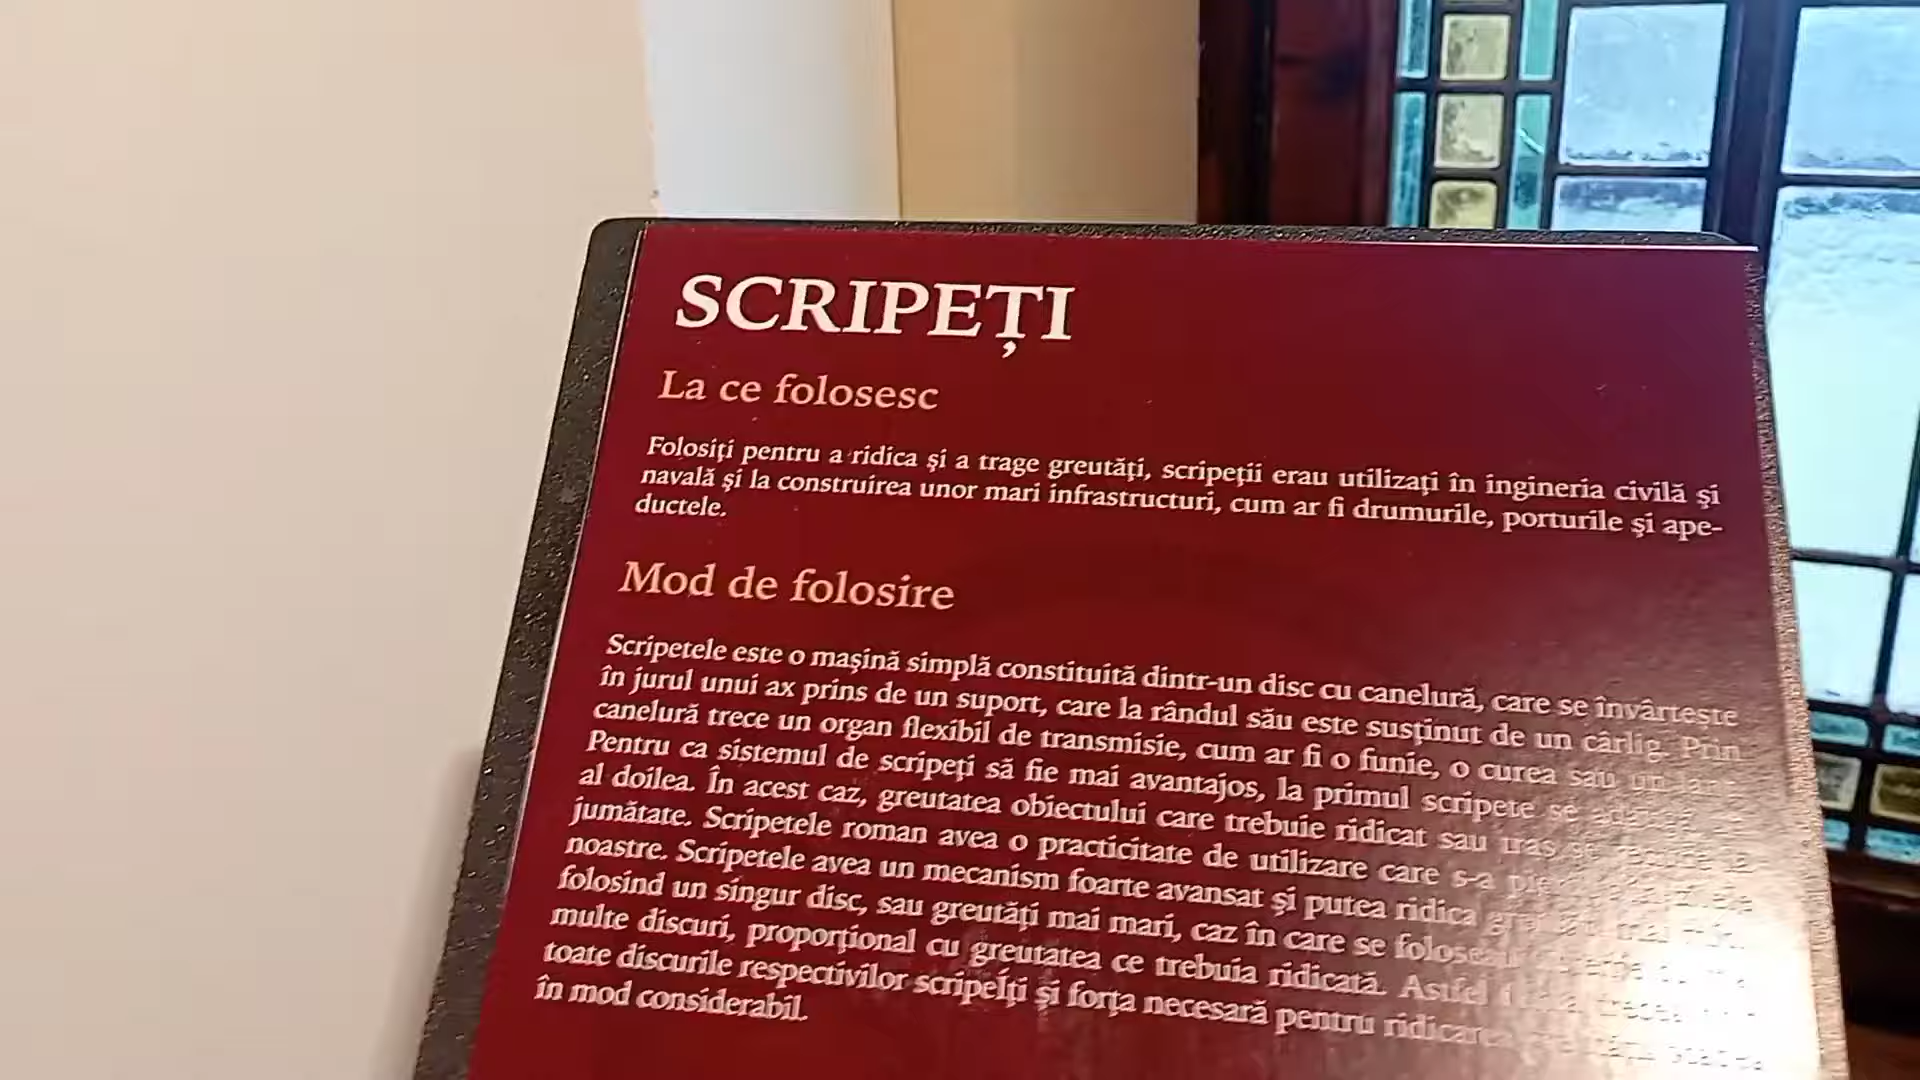 SCRIPEȚI
La ce folosesc
Folosiți pentru a ridica și a trage greutăți, scripeții erau utilizați în ingineria civilă și
navală și la construirea unor mari infrastructuri, cum ar fi drumurile, porturile și ape-
ductele.
Mod de folosire
Scripetele este o mașină simplă constituită dintr-un disc cu canelură, care se învârtește
în jurul unui ax prins de un suport, care la rândul său este susținut de un cârlig. Prin
canelură trece un organ flexibil de transmisie, cum ar fi o funie, o curea sau un lanț.
Pentru ca sistemul de scripeți să fie mai avantajos, la primul scripete se
al doilea. În acest caz, greutatea obiectului care trebuie ridicat sau tras se
jumătate. Scripetele roman avea o practicitate de utilizare care s-a
noastre. Scripetele avea un mecanism foarte avansat și putea ridica
folosind un singur disc, sau greutăți mai mari, caz în care se
multe discuri, proporțional cu greutatea ce trebuia ridicată. Astfel
toate discurile respectivilor scripeți și forța necesară pentru
în mod considerabil.